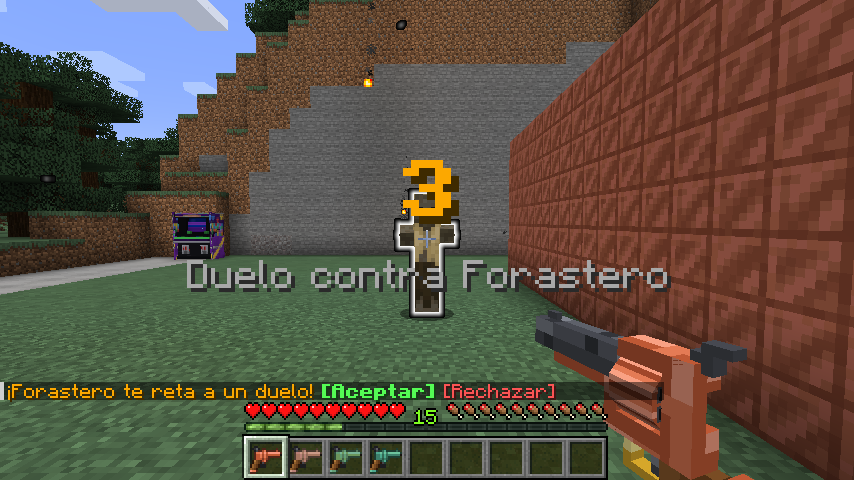 3
Duelo contra Forastero
¡Forastero te reta a un duelo! [Aceptar] [Rechazar]
15